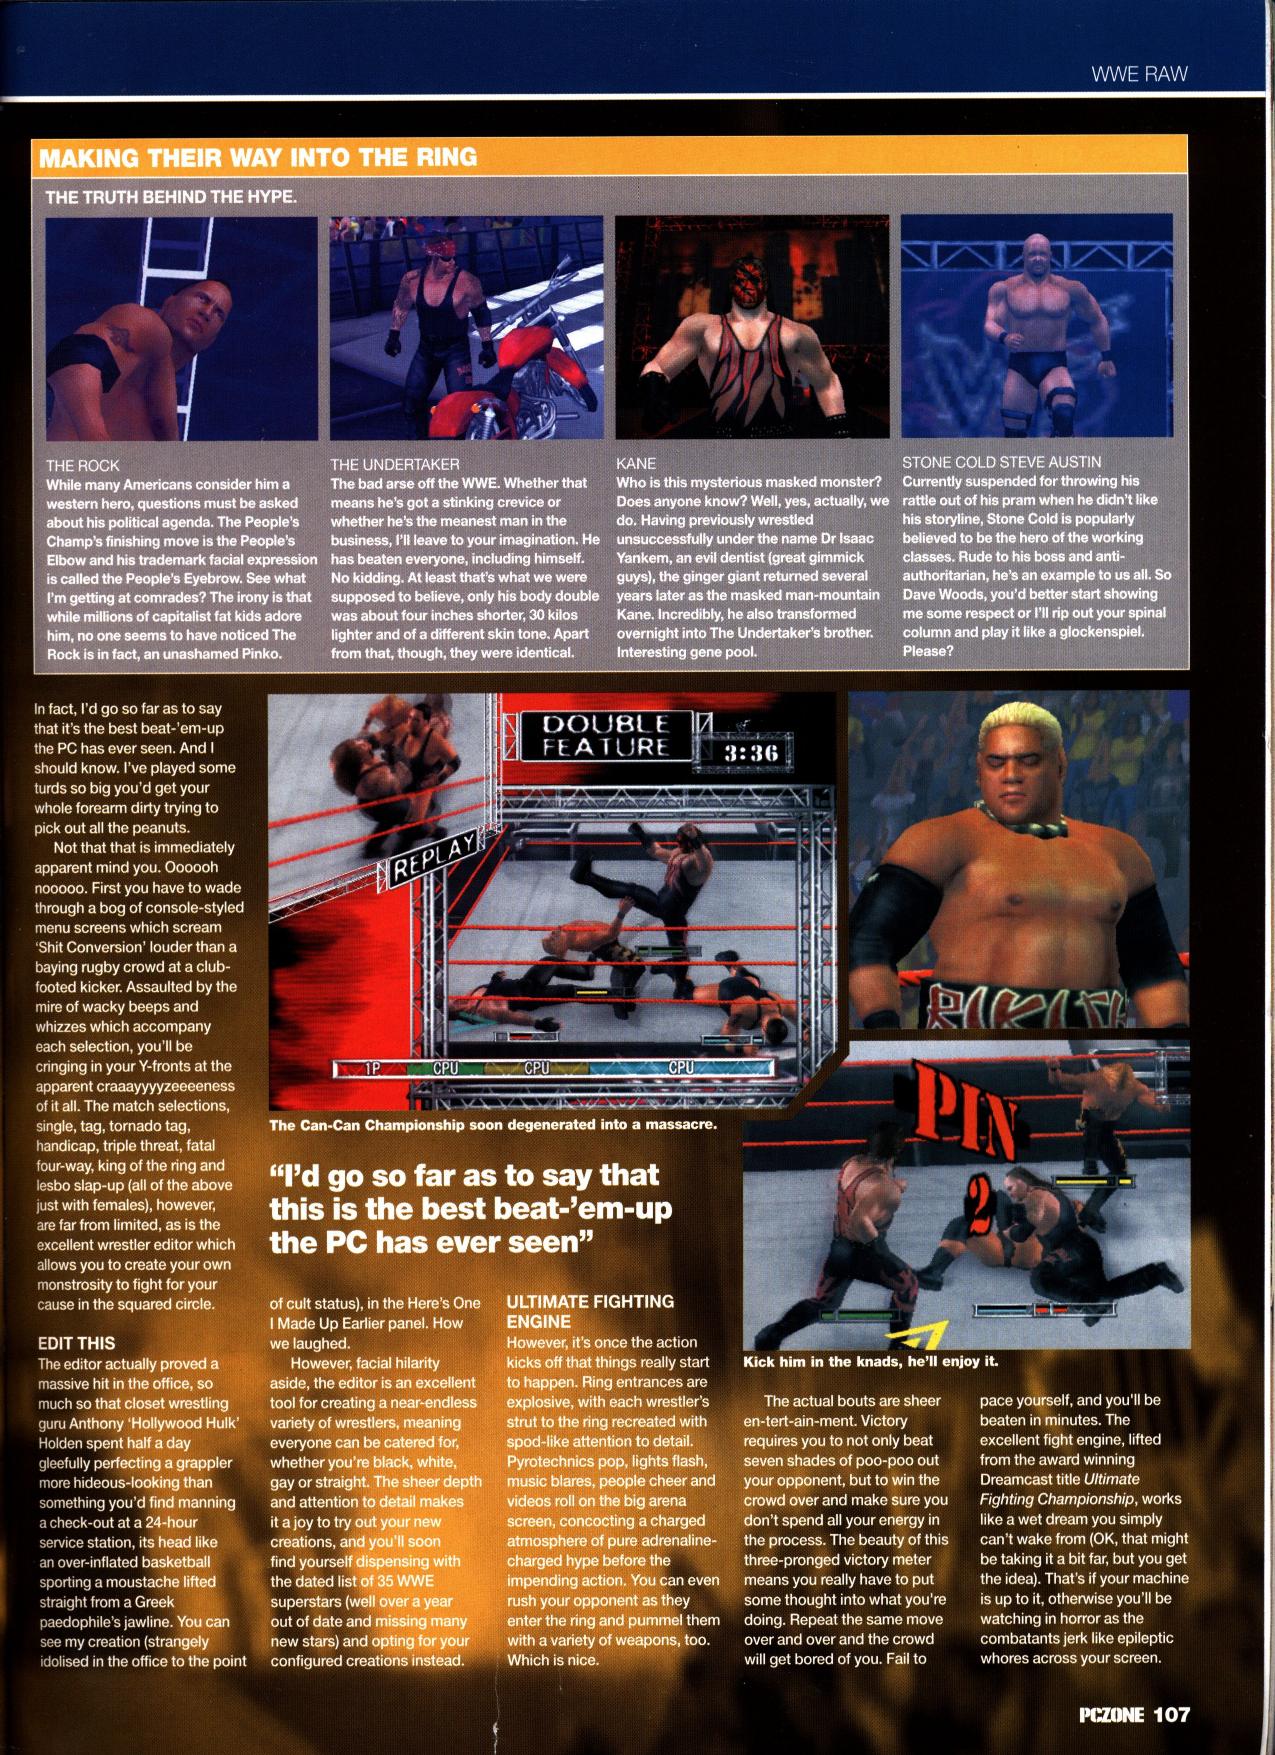 WWE RAW
MAKING THEIR WAY INTO THE RING
THE TRUTH BEHIND THE HYPE.
THE ROCK
While many Americans consider him a
western hero, questions must be asked
about his political agenda. The People's
Champ's finishing move is the People's
Elbow and his trademark facial expression
is called the People's Eyebrow. See what
I'm getting at comrades? The irony is that
while millions of capitalist fat kids adore
him, no one seems to have noticed The
Rock is in fact, an unashamed Pinko.
THE UNDERTAKER
The bad arse off the WWE. Whether that
means he's got a stinking crevice or
whether he's the meanest man in the
business, I'll leave to your imagination. He
has beaten everyone, including himself.
No kidding. At least that's what we were
supposed to believe, only his body double
was about four inches shorter, 30 kilos
lighter and of a different skin tone. Apart
from that, though, they were identical.
KANE
Who is this mysterious masked monster?
Does anyone know? Well, yes, actually, we
do. Having previously wrestled
unsuccessfully under the name Dr Isaac
Yankem, an evil dentist (great gimmick
guys), the ginger giant returned several
years later as the masked man-mountain
Kane. Incredibly, he also transformed
overnight into The Undertaker's brother.
Interesting gene pool.
STONE COLD STEVE AUSTIN
Currently suspended for throwing his
rattle out of his pram when he didn't like
his storyline, Stone Cold is popularly
believed to be the hero of the working
classes. Rude to his boss and anti-
authoritarian, he's an example to us all. So
Dave Woods, you'd better start showing
me some respect or I'll rip out your spinal
column and play it like a glockenspiel.
Please?
In fact, I'd go so far as to say
that it's the best beat-'em-up
the PC has ever seen. And I
should know. I've played some
turds so big you'd get your
whole forearm dirty trying to
pick out all the peanuts.
Not that that is immediately
apparent mind you. Oooooh
nooooo. First you have to wade
through a bog of console-styled
menu screens which scream
'Shit Conversion' louder than a
baying rugby crowd at a club-
footed kicker. Assaulted by the
mire of wacky beeps and
whizzes which accompany
each selection, you'll be
cringing in your Y-fronts at the
apparent craaayyyyzeeeeness
of it all. The match selections,
single, tag, tornado tag,
handicap, triple threat, fatal
four-way, king of the ring and
lesbo slap-up (all of the above
just with females), however,
are far from limited, as is the
excellent wrestler editor which
allows you to create your own
monstrosity to fight for your
cause in the squared circle.
EDIT THIS
The editor actually proved a
massive hit in the office, so
much so that closet wrestling
guru Anthony 'Hollywood Hulk'
Holden spent half a day
gleefully perfecting a grappler
more hideous-looking than
something you'd find manning
a check-out at a 24-hour
service station, its head like
an over-inflated basketball
sporting a moustache lifted
straight from a Greek
paedophile's jawline. You can
see my creation (strangely
idolised in the office to the point
DOUBLE
FEATURE
3:36
REPLAY
1P
CPU
CPU
CPU
The Can-Can Championship soon degenerated into a massacre.
RIKISHI
PIN
2
Kick him in the knads, he'll enjoy it.
"I'd go so far as to say that
this is the best beat-'em-up
the PC has ever seen"
of cult status), in the Here's One
I Made Up Earlier panel. How
we laughed.
However, facial hilarity
aside, the editor is an excellent
tool for creating a near-endless
variety of wrestlers, meaning
everyone can be catered for,
whether you're black, white,
gay or straight. The sheer depth
and attention to detail makes
it a joy to try out your new
creations, and you'll soon
find yourself dispensing with
the dated list of 35 WWE
superstars (well over a year
out of date and missing many
new stars) and opting for your
configured creations instead.
ULTIMATE FIGHTING
ENGINE
However, it's once the action
kicks off that things really start
to happen. Ring entrances are
explosive, with each wrestler's
strut to the ring recreated with
spod-like attention to detail.
Pyrotechnics pop, lights flash,
music blares, people cheer and
videos roll on the big arena
screen, concocting a charged
atmosphere of pure adrenaline-
charged hype before the
impending action. You can even
rush your opponent as they
enter the ring and pummel them
with a variety of weapons, too.
Which is nice.
The actual bouts are sheer
en-tert-ain-ment. Victory
requires you to not only beat
seven shades of poo-poo out
your opponent, but to win the
crowd over and make sure you
don't spend all your energy in
the process. The beauty of this
three-pronged victory meter
means you really have to put
some thought into what you're
doing. Repeat the same move
over and over and the crowd
will get bored of you. Fail to
pace yourself, and you'll be
beaten in minutes. The
excellent fight engine, lifted
from the award winning
Dreamcast title Ultimate
Fighting Championship, works
like a wet dream you simply
can't wake from (OK, that might
be taking it a bit far, but you get
the idea). That's if your machine
is up to it, otherwise you'll be
watching in horror as the
combatants jerk like epileptic
whores across your screen.
PCZONE 107